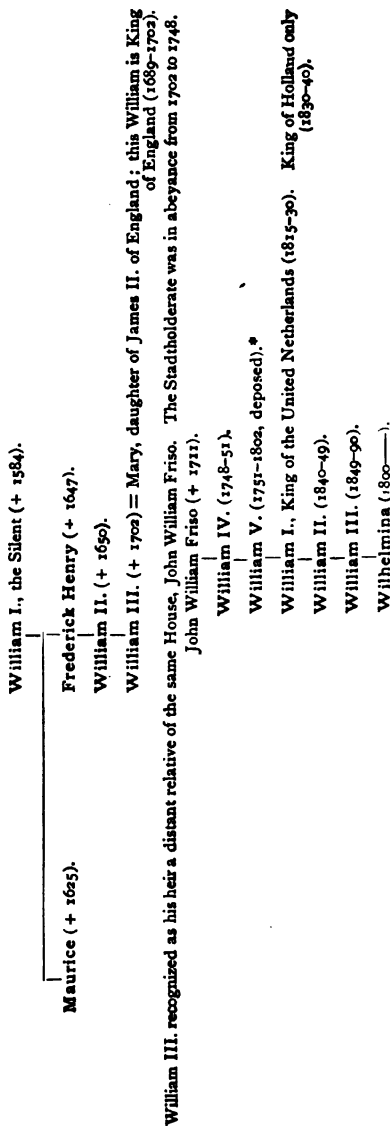 William I., the Silent (+ 1584).
Maurice (+ 1625).
Frederick Henry (+ 1647).
William II. (+ 1650).
William III. (+ 1702) = Mary, daughter of James II. of England; this William is King
of England (1689-1702).
William III. recognized as his heir a distant relative of the same House, John William Friso. The Stadtholderate was in abeyance from 1702 to 1748.
John William Friso (+ 1711).
William IV. (1748-51).
William V. (1751-1802, deposed).*
William I., King of the United Netherlands (1815-30). King of Holland only
(1830-40).
William II. (1840-49).
William III. (1849-90).
Wilhelmina (1800——).